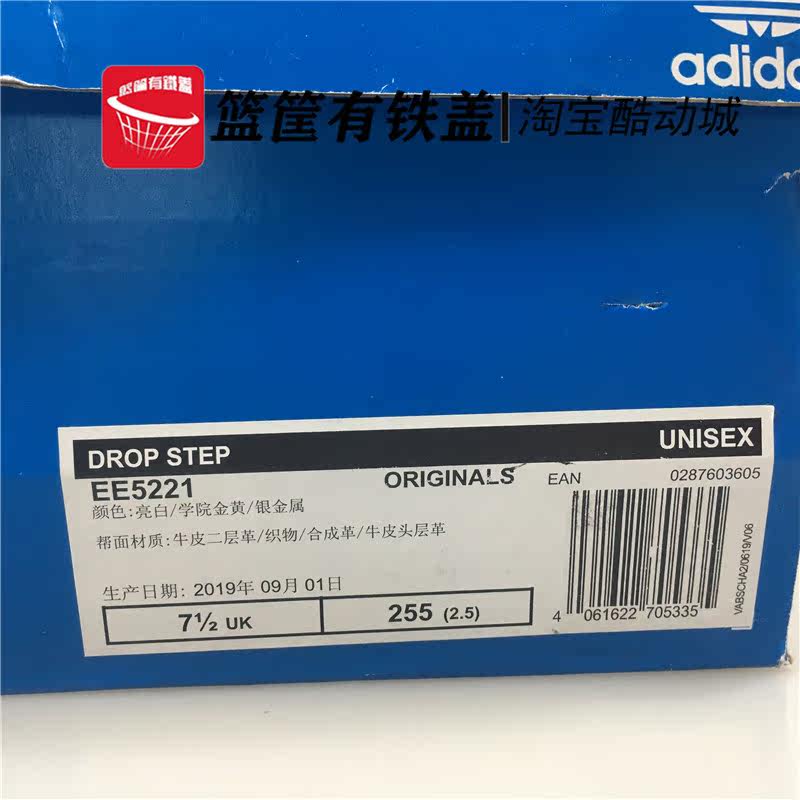 adida
篮筐有铁盖
篮筐有铁盖|淘宝酷动城
DROP STEP
UNISEX
EE5221
ORIGINALS
EAN
0287603605
颜色:亮白/学院金黄/银金属
帮面材质:牛皮二层革/织物/合成革/牛皮头层革
生产日期: 2019年 09月 01日
7½ UK
255 (2.5)
4 061622 705335
VABSCHA2/0619/V06